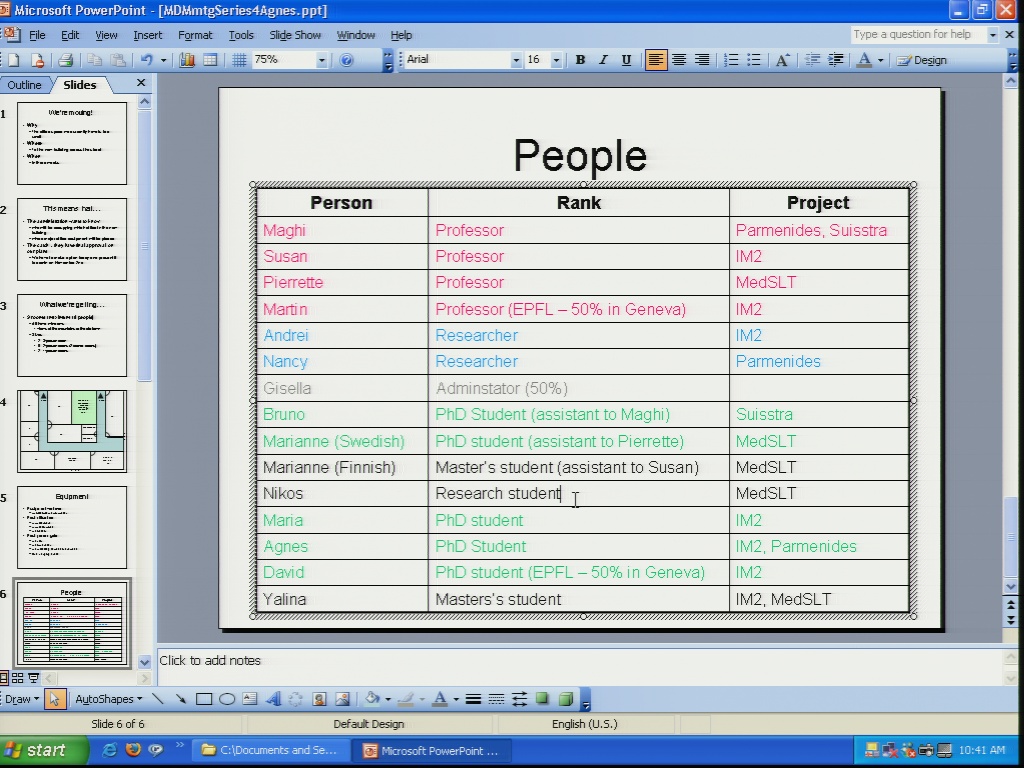 Microsoft PowerPoint - [MDMmtgSeries4Agnes.ppt]
File Edit View Insert Format Tools Slide Show Window Help
Type a question for help
75%
Arial
16
B I U
A
A
Design
Outline
Slides
1
We're moving!
2
This means that...
3
What we're getting...
4
5
Equipment
6
People
People
Person Rank Project
Maghi Professor Parmenides, Suisstra
Susan Professor IM2
Pierrette Professor MedSLT
Martin Professor (EPFL – 50% in Geneva) IM2
Andrei Researcher IM2
Nancy Researcher Parmenides
Gisella Adminstator (50%)
Bruno PhD Student (assistant to Maghi) Suisstra
Marianne (Swedish) PhD student (assistant to Pierrette) MedSLT
Marianne (Finnish) Master's student (assistant to Susan) MedSLT
Nikos Research student MedSLT
Maria PhD student IM2
Agnes PhD Student IM2, Parmenides
David PhD student (EPFL – 50% in Geneva) IM2
Yalina Masters's student IM2, MedSLT
Click to add notes
Draw
AutoShapes
A
Slide 6 of 6
Default Design
English (U.S.)
start
C:\Documents and Se...
Microsoft PowerPoint ...
10:41 AM